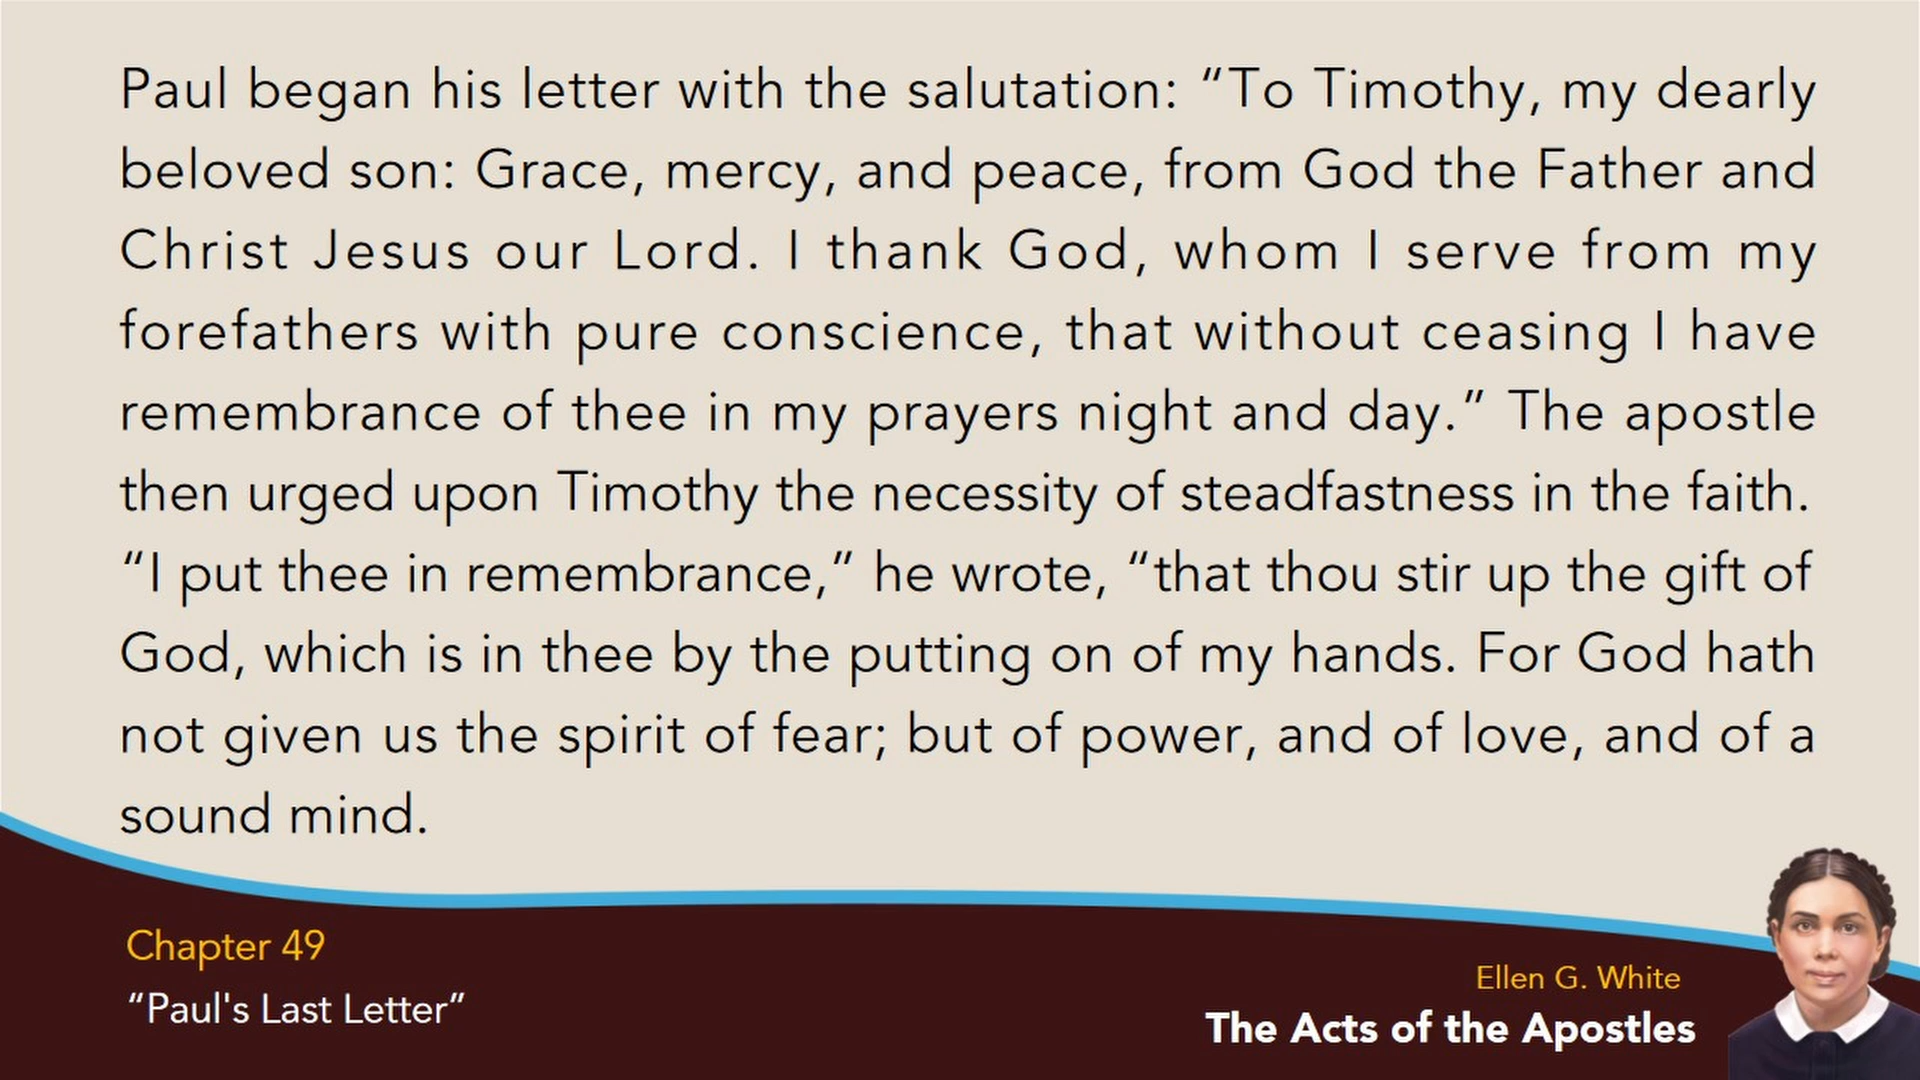 Paul began his letter with the salutation: “To Timothy, my dearly
beloved son: Grace, mercy, and peace, from God the Father and
Christ Jesus our Lord. I thank God, whom I serve from my
forefathers with pure conscience, that without ceasing I have
remembrance of thee in my prayers night and day.” The apostle
then urged upon Timothy the necessity of steadfastness in the faith.
“I put thee in remembrance,” he wrote, “that thou stir up the gift of
God, which is in thee by the putting on of my hands. For God hath
not given us the spirit of fear; but of power, and of love, and of a
sound mind.
Chapter 49
“Paul's Last Letter”
Ellen G. White
The Acts of the Apostles